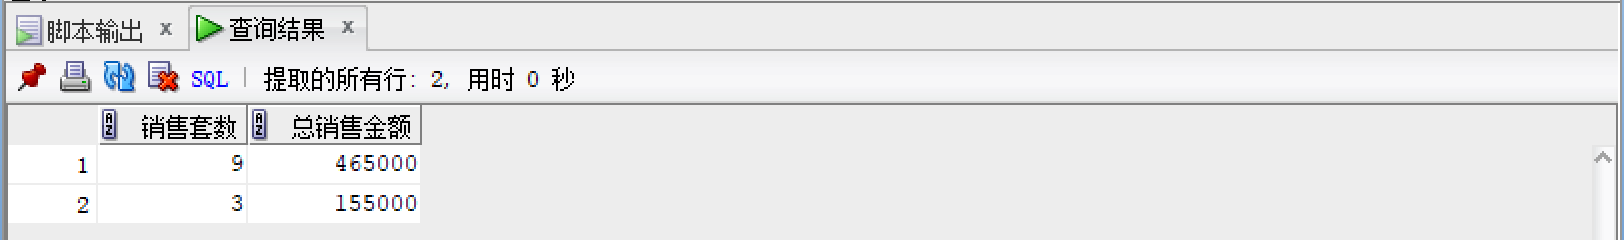 脚本输出 x 查询结果 x
SQL | 提取的所有行: 2, 用时 0 秒
销售套数 总销售金额
1 9 465000
2 3 155000